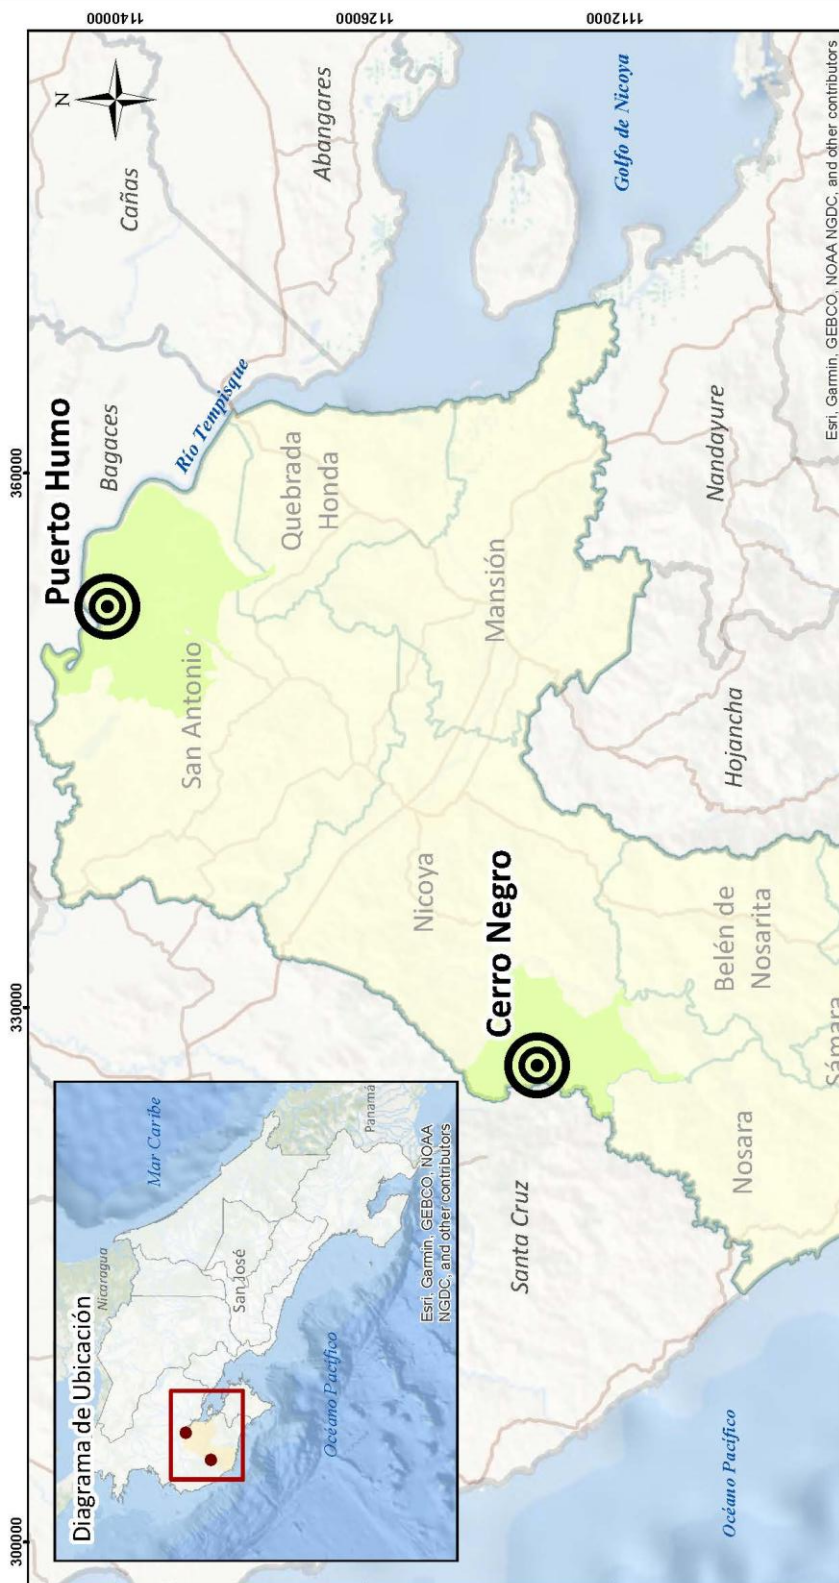 300000
330000
360000
1140000
1126000
1112000
Diagrama de Ubicación
Nicaragua
Mar Caribe
San José
Panamá
Océano Pacífico
Esri, Garmin, GEBCO, NOAA
NGDC, and other contributors
N
Puerto Humo
Bagaces
Cañas
Río Tempisque
Abangares
San Antonio
Quebrada
Honda
Nicoya
Mansión
Golfo de Nicoya
Cerro Negro
Santa Cruz
Hojancha
Nandayure
Nosara
Belén de
Nosarita
Sámara
Océano Pacífico
Esri, Garmin, GEBCO, NOAA NGDC, and other contributors